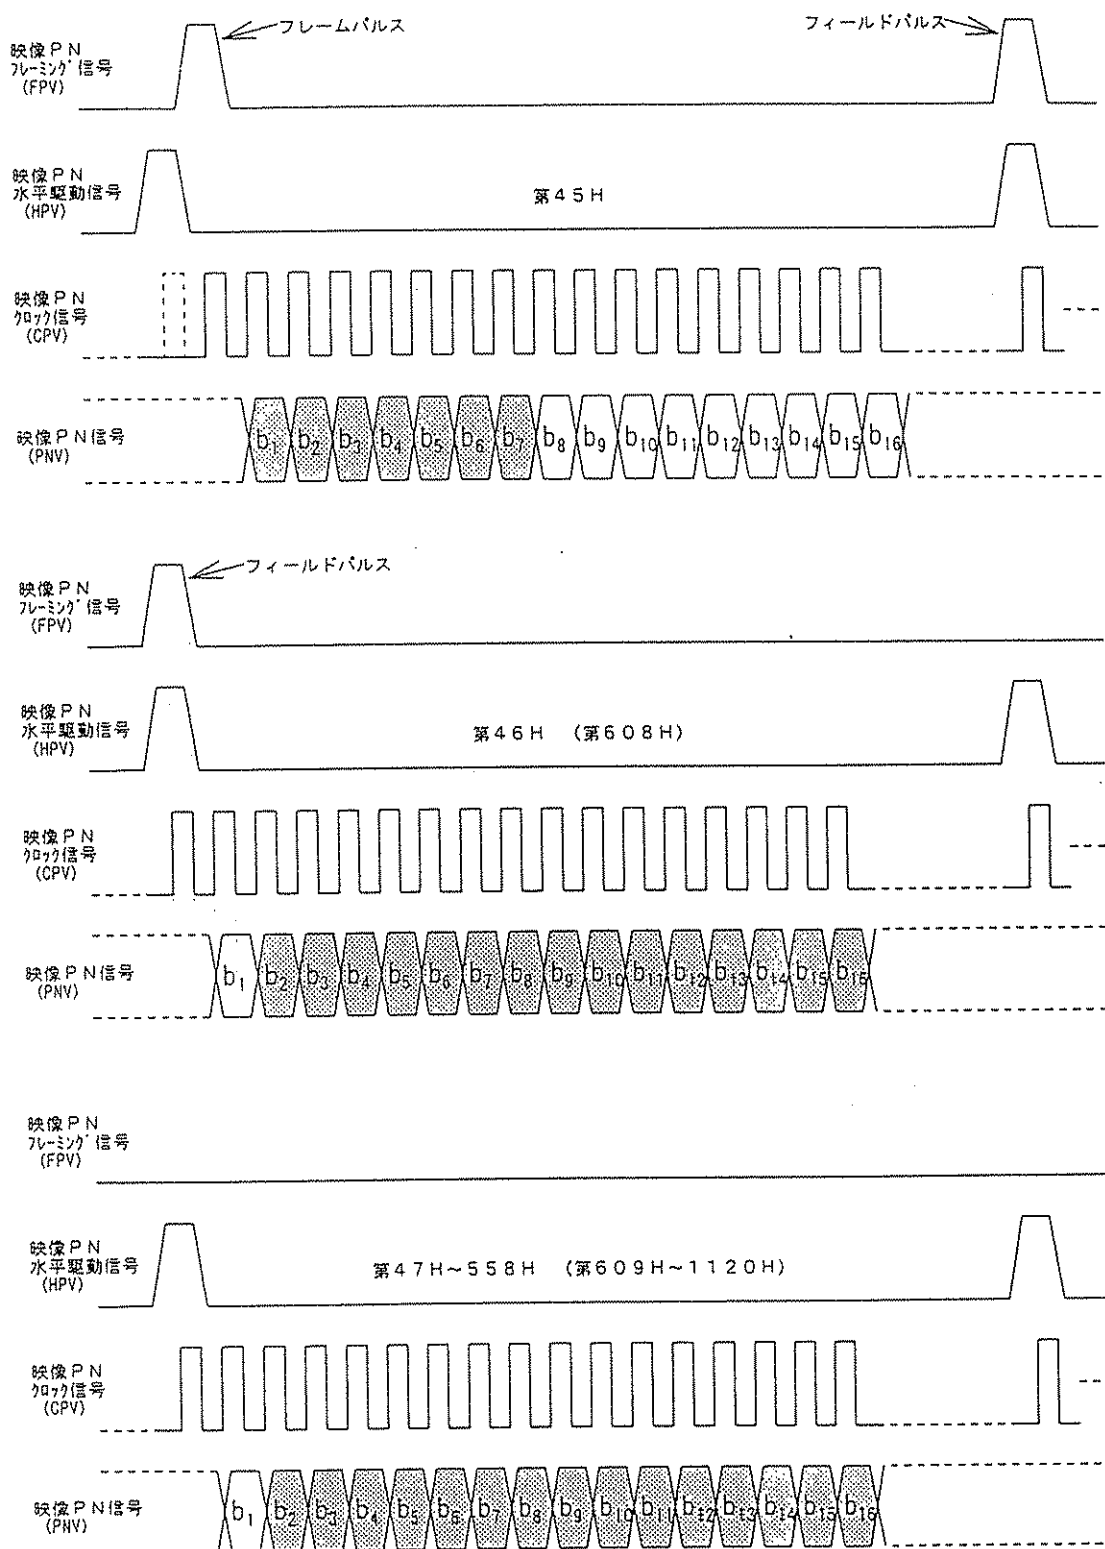 フレームパルス
フィールドパルス
映像PN
フレーミング信号
(FPV)
映像PN
水平駆動信号
(HPV)
第45H
映像PN
クロック信号
(CPV)
映像PN信号
(PNV)
b1 b2 b3 b4 b5 b6 b7 b8 b9 b10 b11 b12 b13 b14 b15 b16
フィールドパルス
映像PN
フレーミング信号
(FPV)
映像PN
水平駆動信号
(HPV)
第46H (第608H)
映像PN
クロック信号
(CPV)
映像PN信号
(PNV)
b1 b2 b3 b4 b5 b6 b7 b8 b9 b10 b11 b12 b13 b14 b15 b16
映像PN
フレーミング信号
(FPV)
映像PN
水平駆動信号
(HPV)
第47H~558H (第609H~1120H)
映像PN
クロック信号
(CPV)
映像PN信号
(PNV)
b1 b2 b3 b4 b5 b6 b7 b8 b9 b10 b11 b12 b13 b14 b15 b16